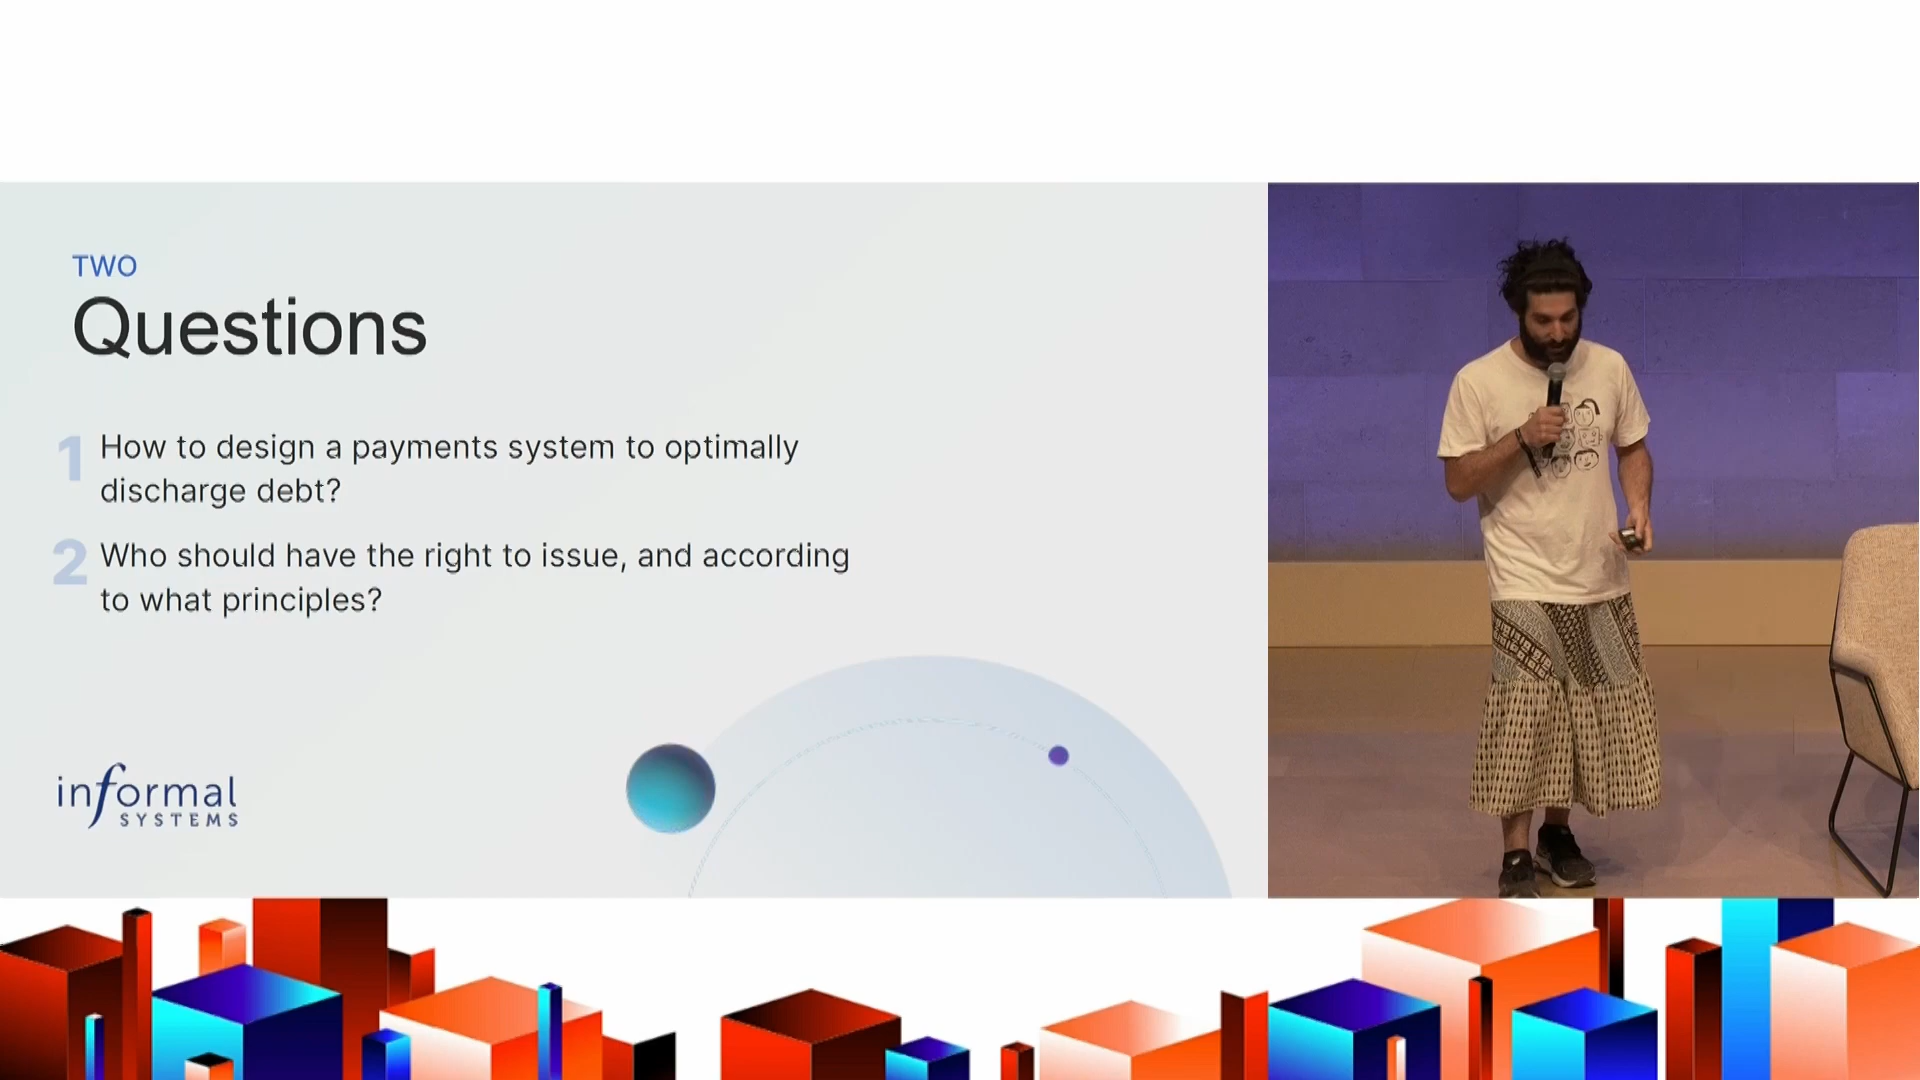 TWO
Questions
1 How to design a payments system to optimally
discharge debt?
2 Who should have the right to issue, and according
to what principles?
informal
SYSTEMS